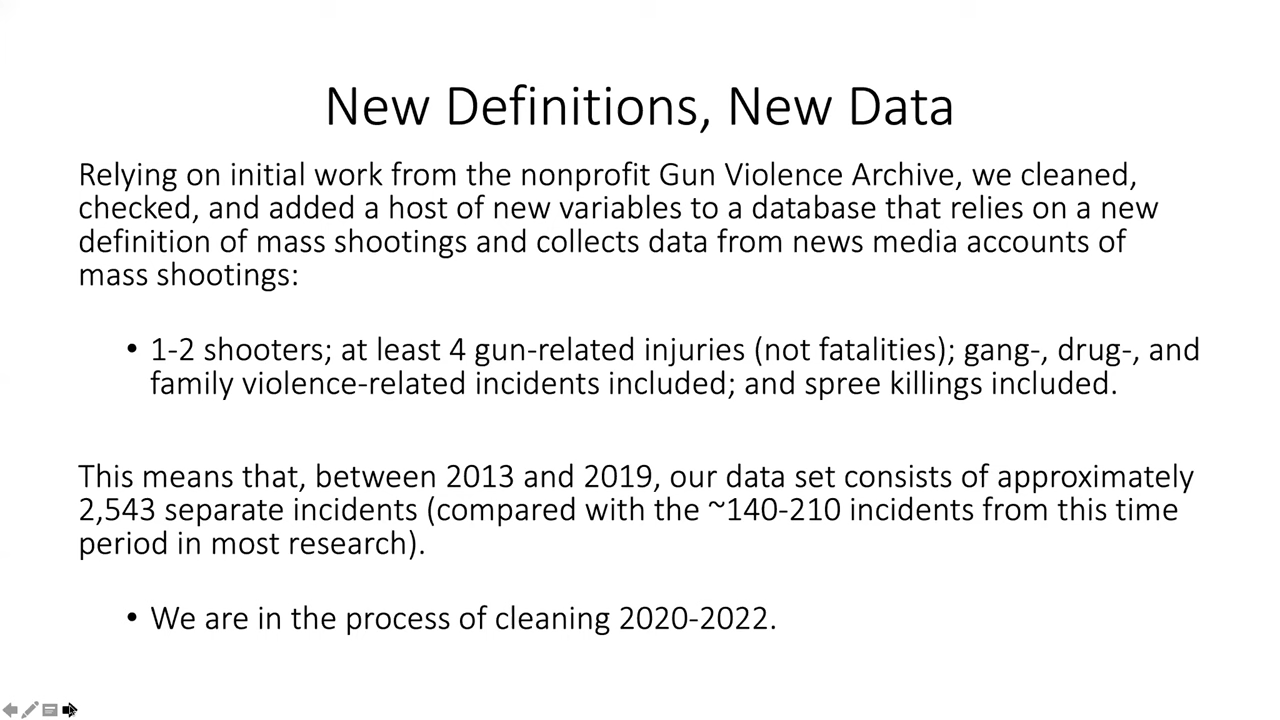 New Definitions, New Data
Relying on initial work from the nonprofit Gun Violence Archive, we cleaned,
checked, and added a host of new variables to a database that relies on a new
definition of mass shootings and collects data from news media accounts of
mass shootings:
• 1-2 shooters; at least 4 gun-related injuries (not fatalities); gang-, drug-, and
family violence-related incidents included; and spree killings included.
This means that, between 2013 and 2019, our data set consists of approximately
2,543 separate incidents (compared with the ~140-210 incidents from this time
period in most research).
• We are in the process of cleaning 2020-2022.